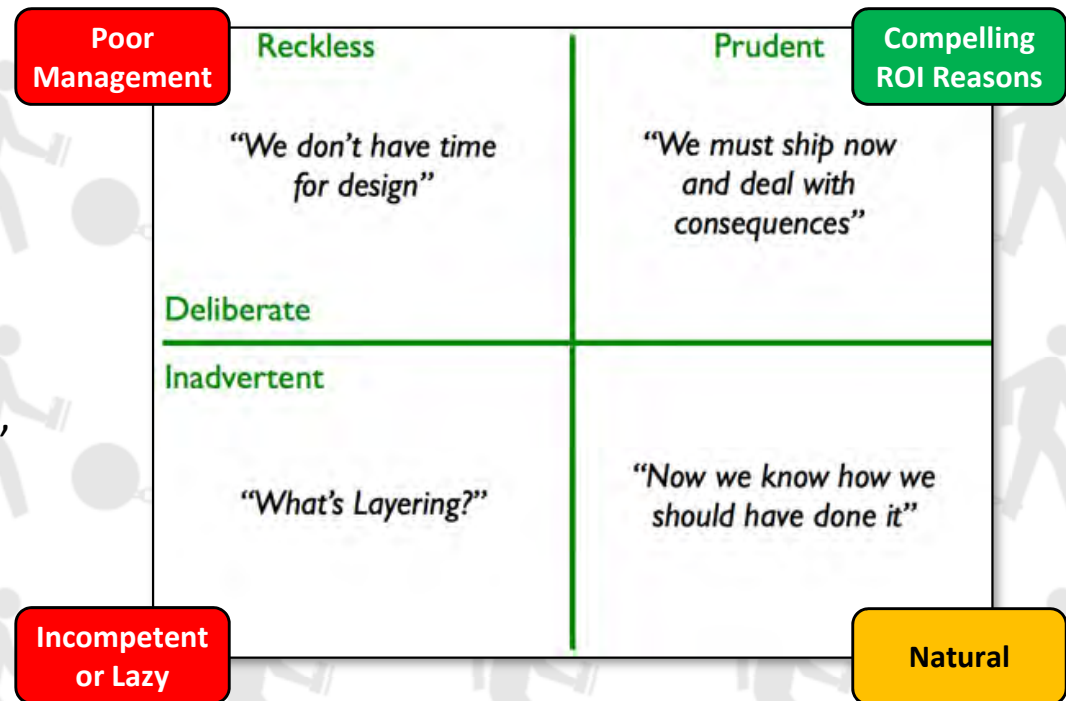 Poor
Management
Reckless
Prudent
Compelling
ROI Reasons
“We don’t have time
for design”
“We must ship now
and deal with
consequences”
Deliberate
Inadvertent
,
“What’s Layering?”
“Now we know how we
should have done it”
Incompetent
or Lazy
Natural